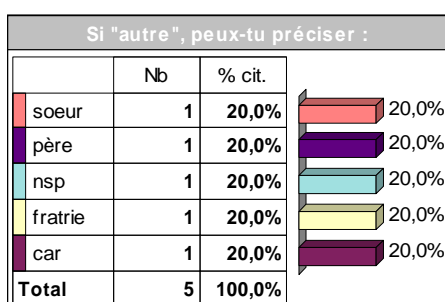 Si "autre", peux-tu préciser :
Nb % cit.
soeur 1 20,0% 20,0%
père 1 20,0% 20,0%
nsp 1 20,0% 20,0%
fratrie 1 20,0% 20,0%
car 1 20,0% 20,0%
Total 5 100,0%